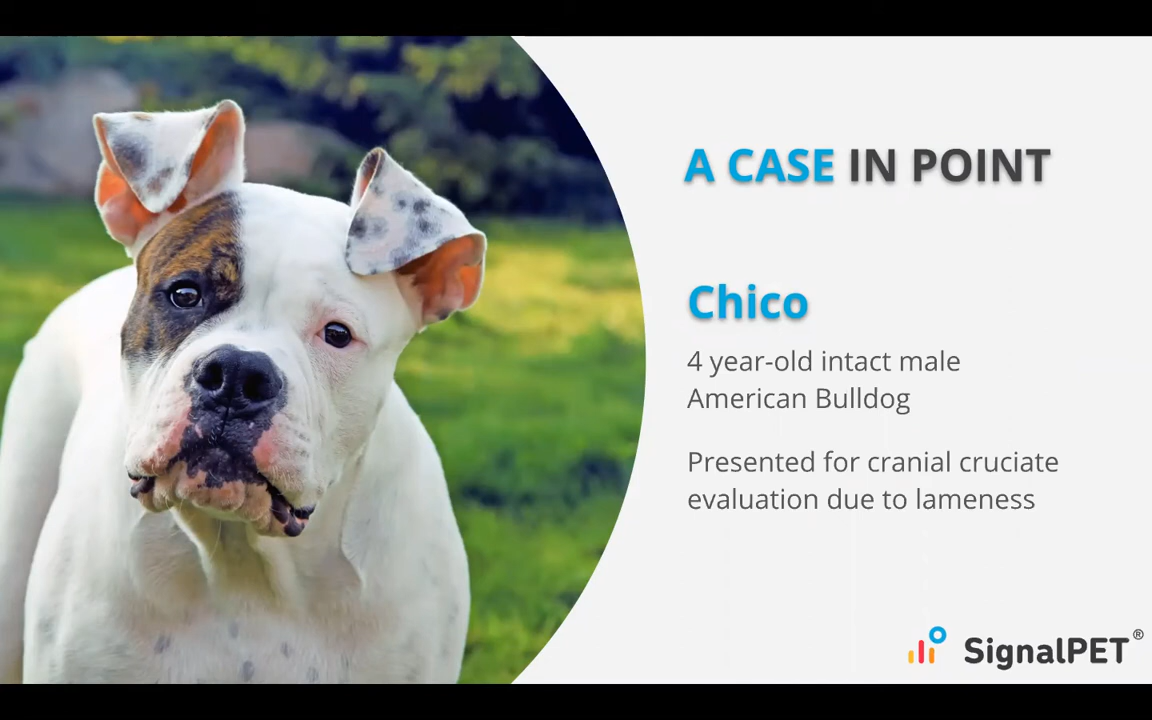 A CASE IN POINT
Chico
4 year-old intact male
American Bulldog
Presented for cranial cruciate
evaluation due to lameness
SignalPET®